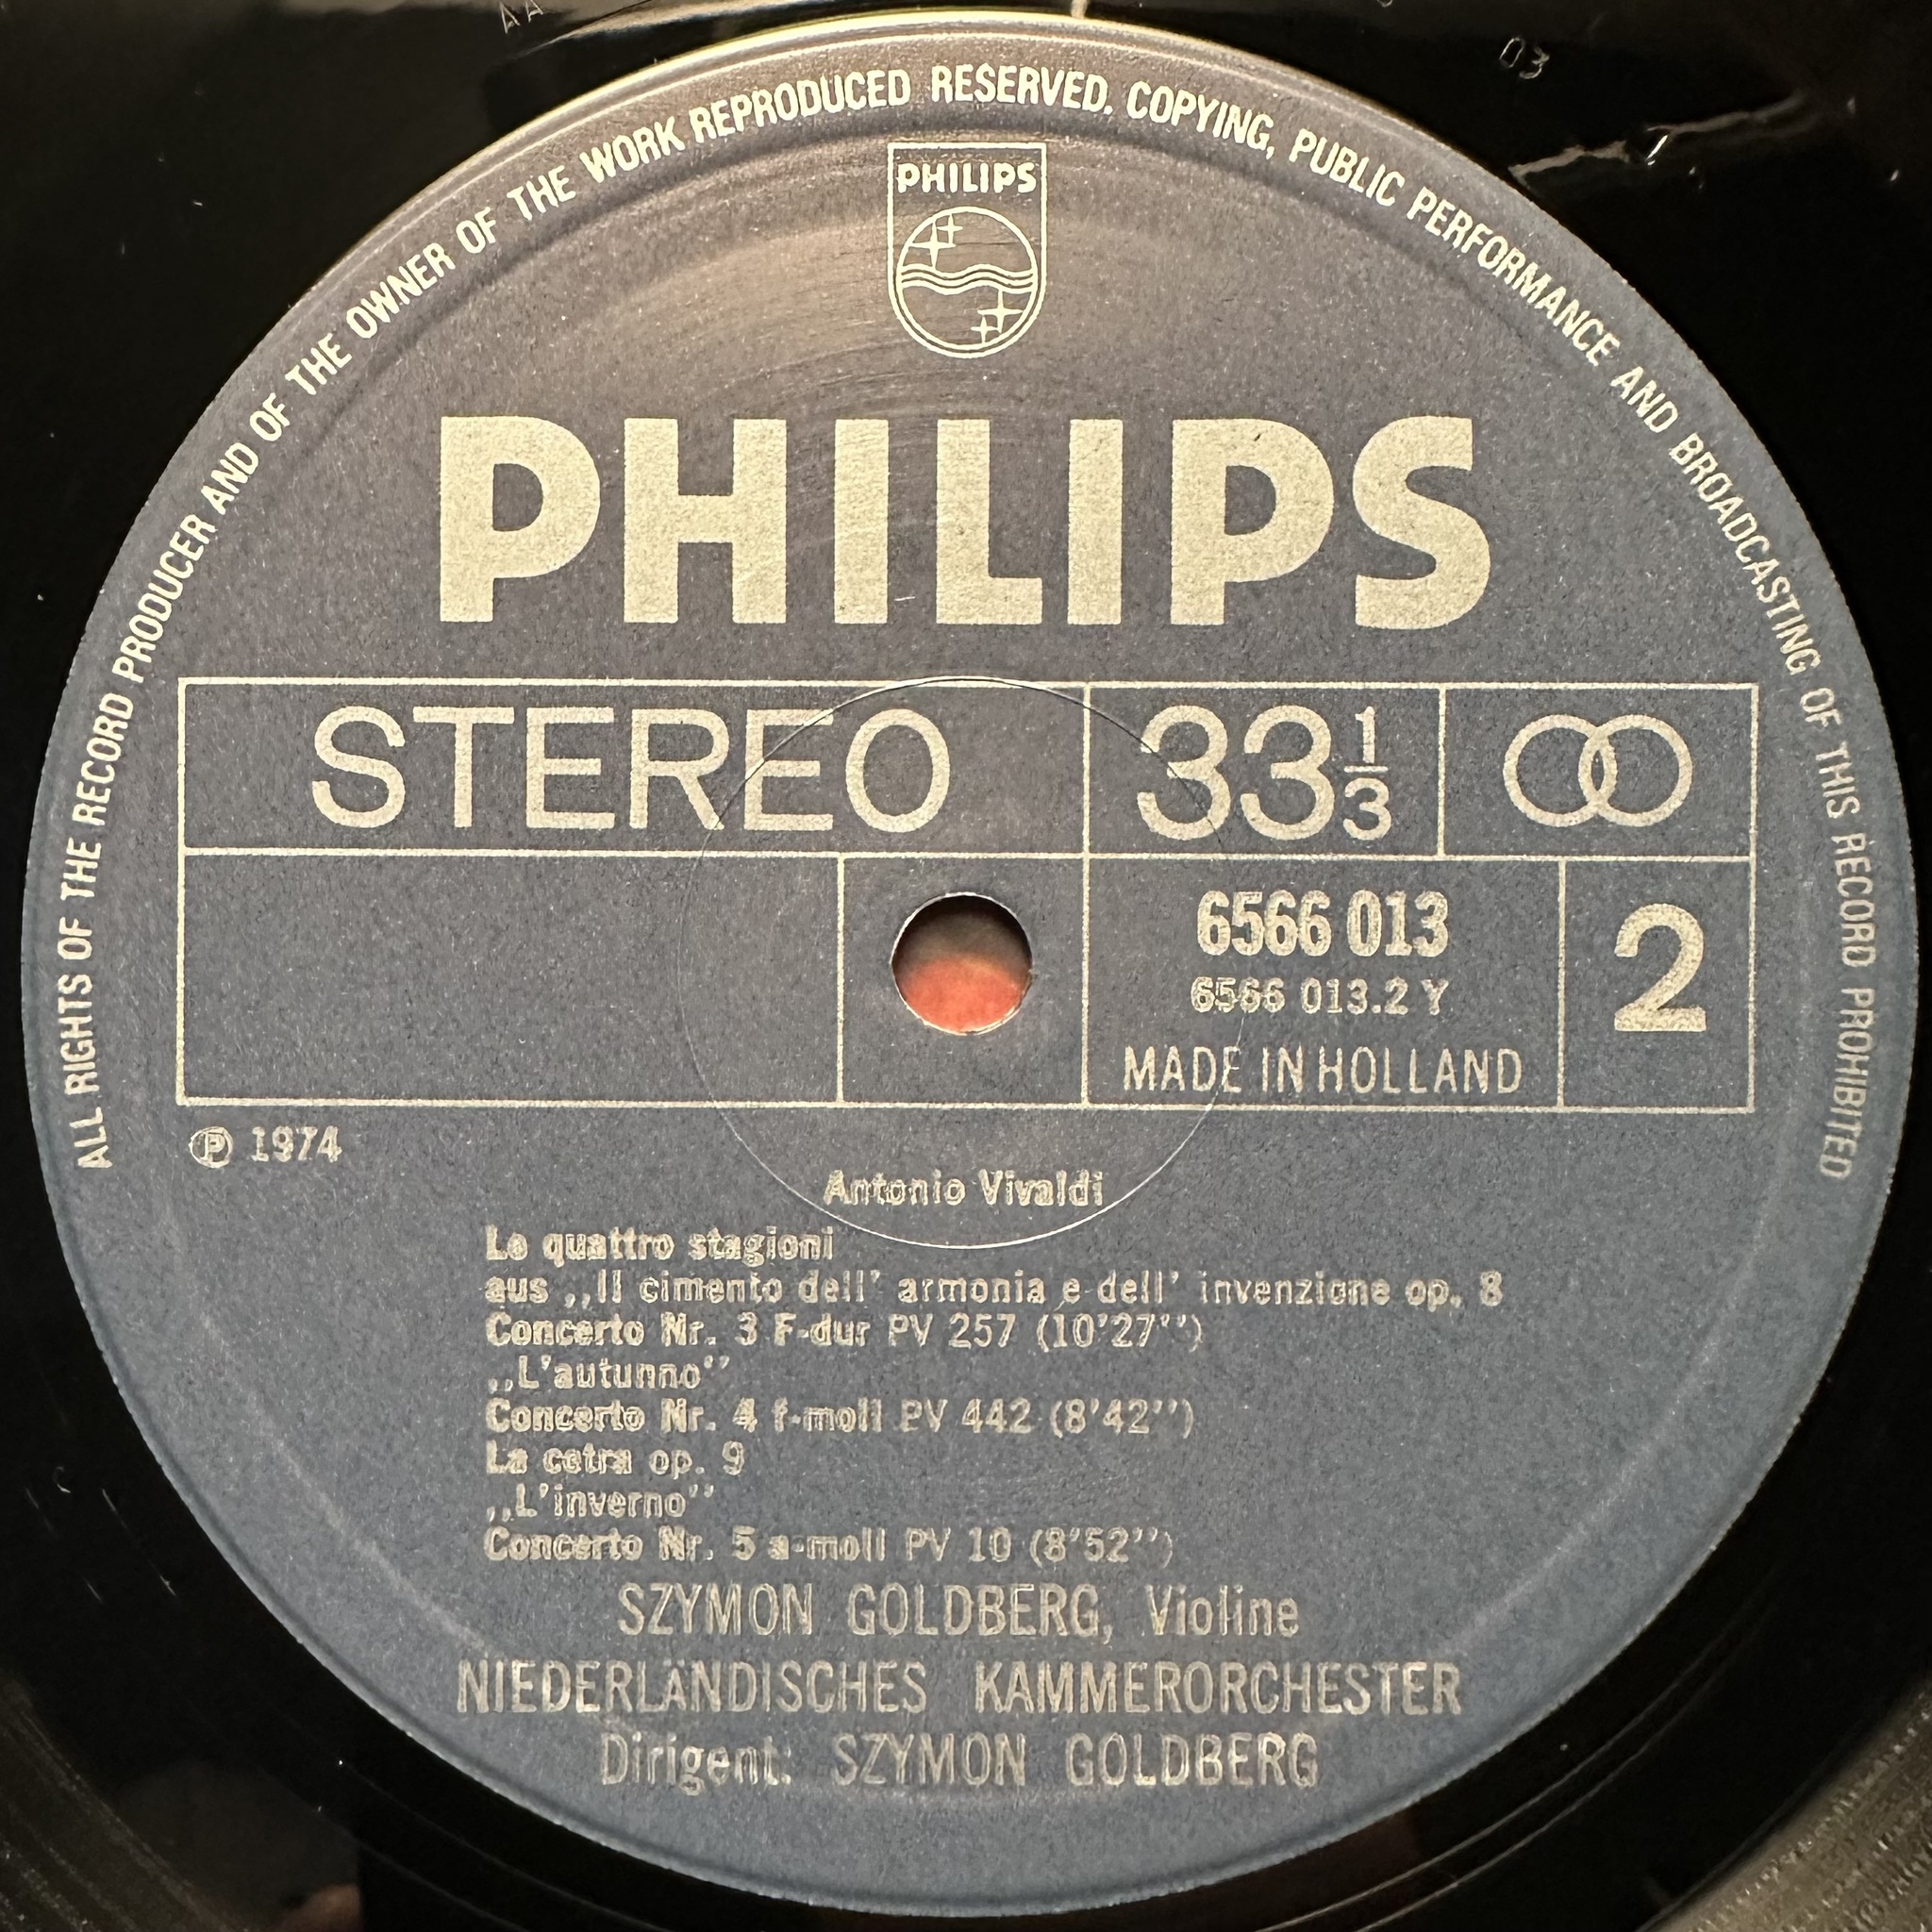 AA
03
ALL RIGHTS OF THE RECORD PRODUCER AND OF THE OWNER OF THE WORK REPRODUCED RESERVED. COPYING, PUBLIC PERFORMANCE AND BROADCASTING OF THIS RECORD PROHIBITED
PHILIPS
PHILIPS
STEREO 33 1/3
6566 013
6566 013.2 Y
MADE IN HOLLAND
2
Ⓟ 1974
Antonio Vivaldi
Le quattro stagioni
aus ,,Il cimento dell' armonia e dell' invenzione op. 8
Concerto Nr. 3 F-dur PV 257 (10'27'')
,,L'autunno''
Concerto Nr. 4 f-moll PV 442 (8'42'')
La cetra op. 9
,,L'inverno''
Concerto Nr. 5 a-moll PV 10 (8'52'')
SZYMON GOLDBERG, Violine
NIEDERLÄNDISCHES KAMMERORCHESTER
Dirigent: SZYMON GOLDBERG